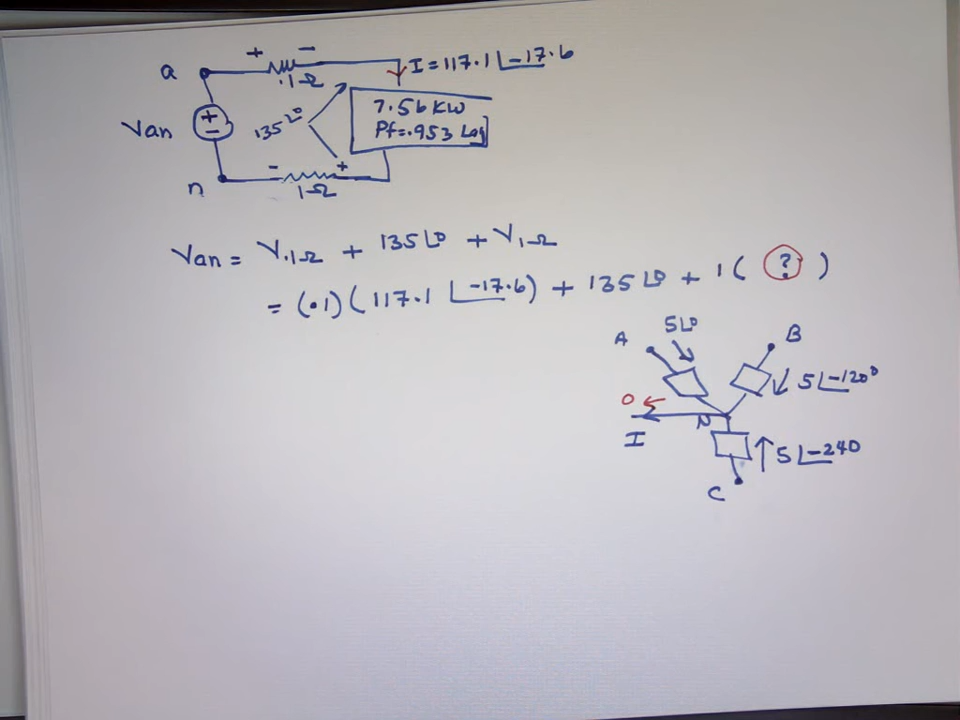 a + − I = 117.1∠−17.6
.1Ω
Van + − 135∠0 7.56 KW
Pf=.953 Lag
n − + 1Ω
Van = V.1Ω + 135∠0 + V1Ω
= (.1)(117.1∠−17.6) + 135∠0 + 1( ? )
A 5∠0 B
5∠−120°
0 N
I 5∠−240
C